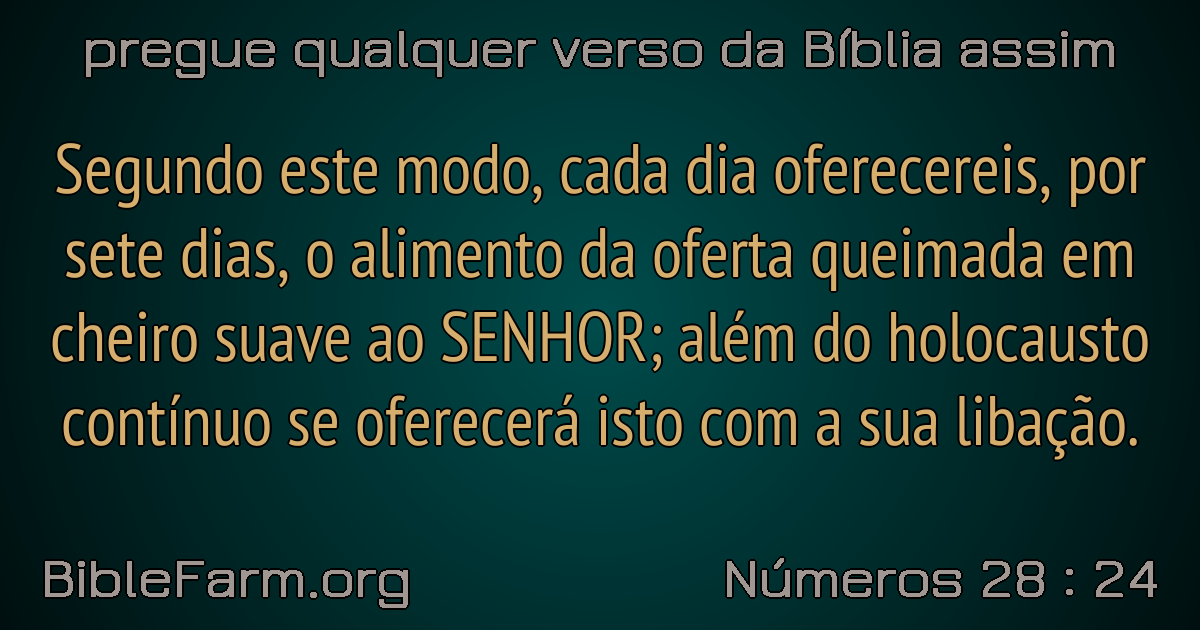 pregue qualquer verso da Bíblia assim
Segundo este modo, cada dia oferecereis, por
sete dias, o alimento da oferta queimada em
cheiro suave ao SENHOR; além do holocausto
contínuo se oferecerá isto com a sua libação.
BibleFarm.org
Números 28 : 24